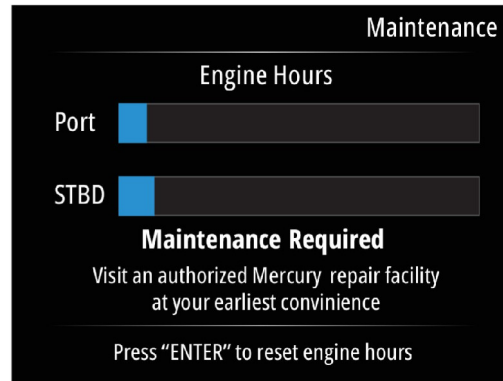 Maintenance
Engine Hours
Port
STBD
Maintenance Required
Visit an authorized Mercury repair facility
at your earliest convinience
Press “ENTER” to reset engine hours